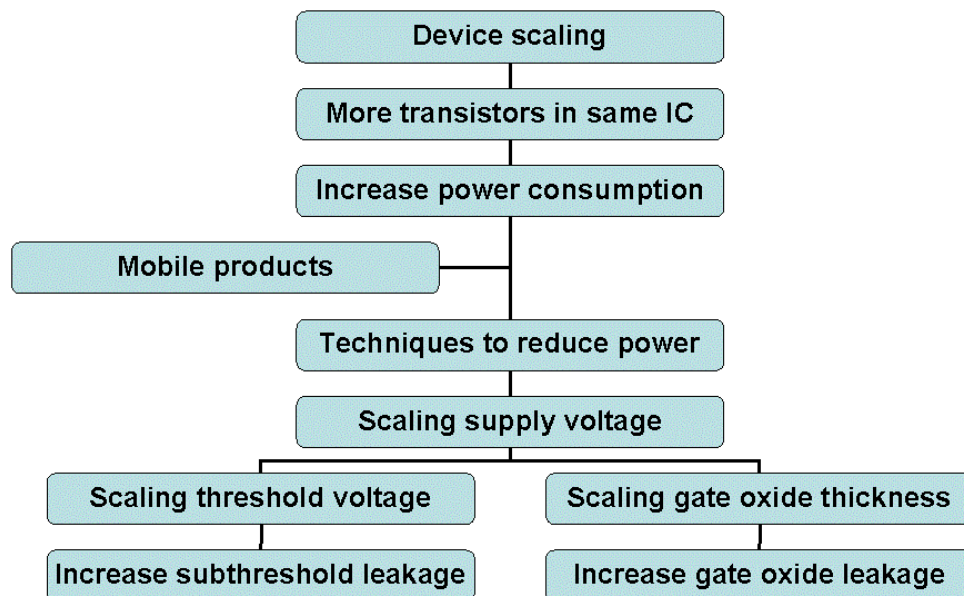 Device scaling
More transistors in same IC
Increase power consumption
Mobile products
Techniques to reduce power
Scaling supply voltage
Scaling threshold voltage
Scaling gate oxide thickness
Increase subthreshold leakage
Increase gate oxide leakage